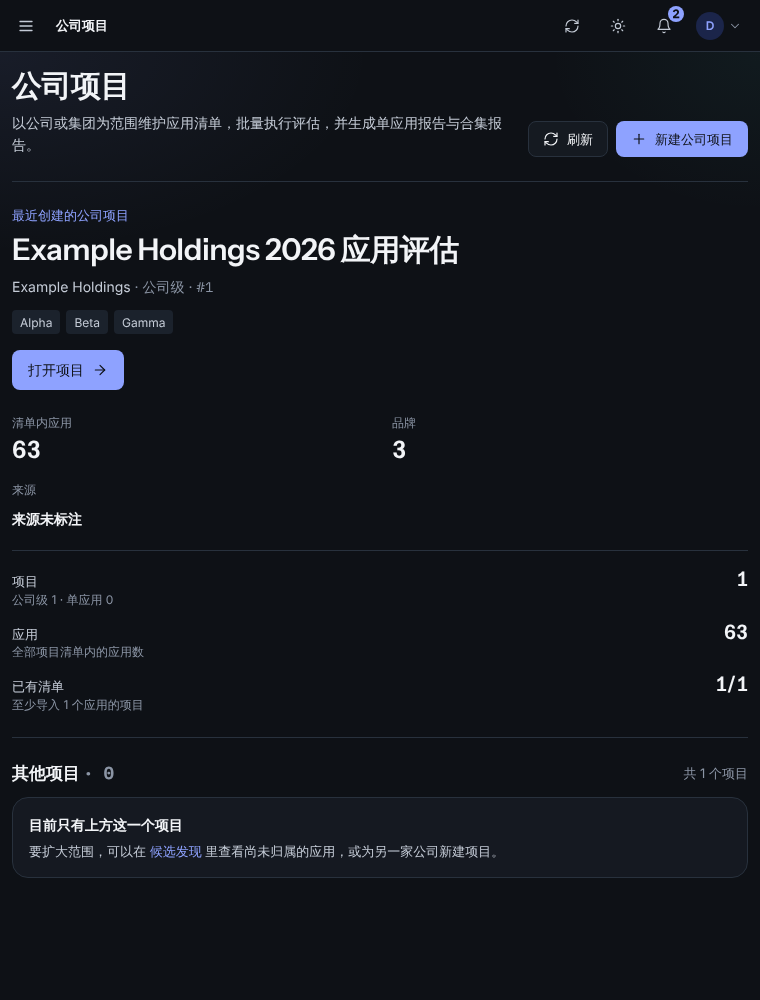 公司项目
2
D
公司项目
以公司或集团为范围维护应用清单，批量执行评估，并生成单应用报告与合集报
告。
刷新
新建公司项目
最近创建的公司项目
Example Holdings 2026 应用评估
Example Holdings · 公司级 · #1
Alpha Beta Gamma
打开项目
清单内应用 品牌
63 3
来源
来源未标注
项目 1
公司级 1 · 单应用 0
应用 63
全部项目清单内的应用数
已有清单 1/1
至少导入 1 个应用的项目
其他项目 · 0 共 1 个项目
目前只有上方这一个项目
要扩大范围，可以在 候选发现 里查看尚未归属的应用，或为另一家公司新建项目。